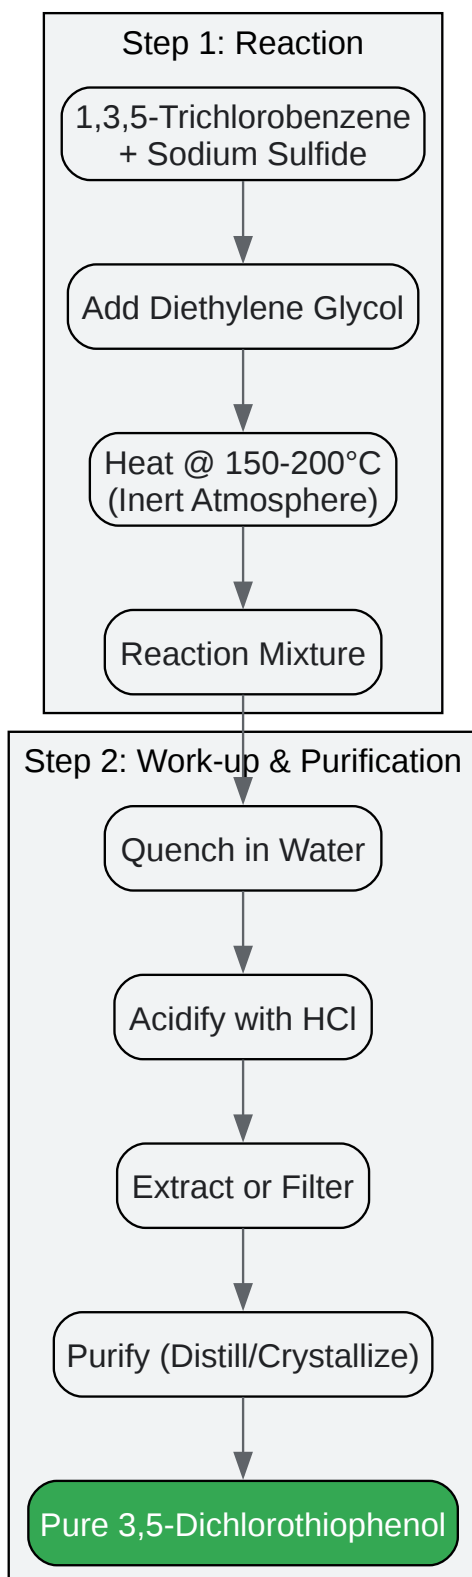 Step 1: Reaction
1,3,5-Trichlorobenzene
+ Sodium Sulfide
Add Diethylene Glycol
Heat @ 150-200°C
(Inert Atmosphere)
Reaction Mixture
Step 2: Work-up & Purification
Quench in Water
Acidify with HCl
Extract or Filter
Purify (Distill/Crystallize)
Pure 3,5-Dichlorothiophenol